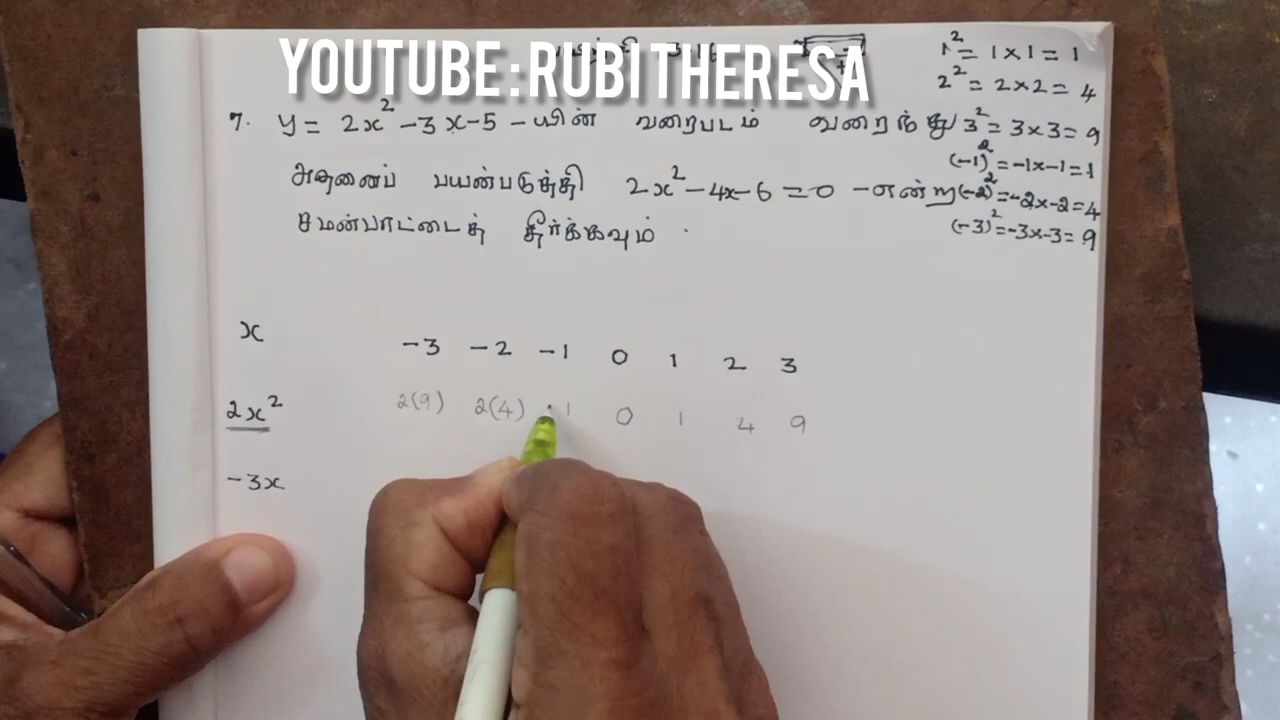 YOUTUBE : RUBI THERESA
1² = 1 x 1 = 1
2² = 2 x 2 = 4
7. y = 2x² - 3x - 5 - யின் வரைபடம் வரைந்து
3² = 3 x 3 = 9
(-1)² = -1 x -1 = 1
அதனைப் பயன்படுத்தி 2x² - 4x - 6 = 0 - என்ற
(-2)² = -2 x -2 = 4
சமன்பாட்டைத் தீர்க்கவும் .
(-3)² = -3 x -3 = 9
x -3 -2 -1 0 1 2 3
2x² 2(9) 2(4) 1 0 1 4 9
-3x